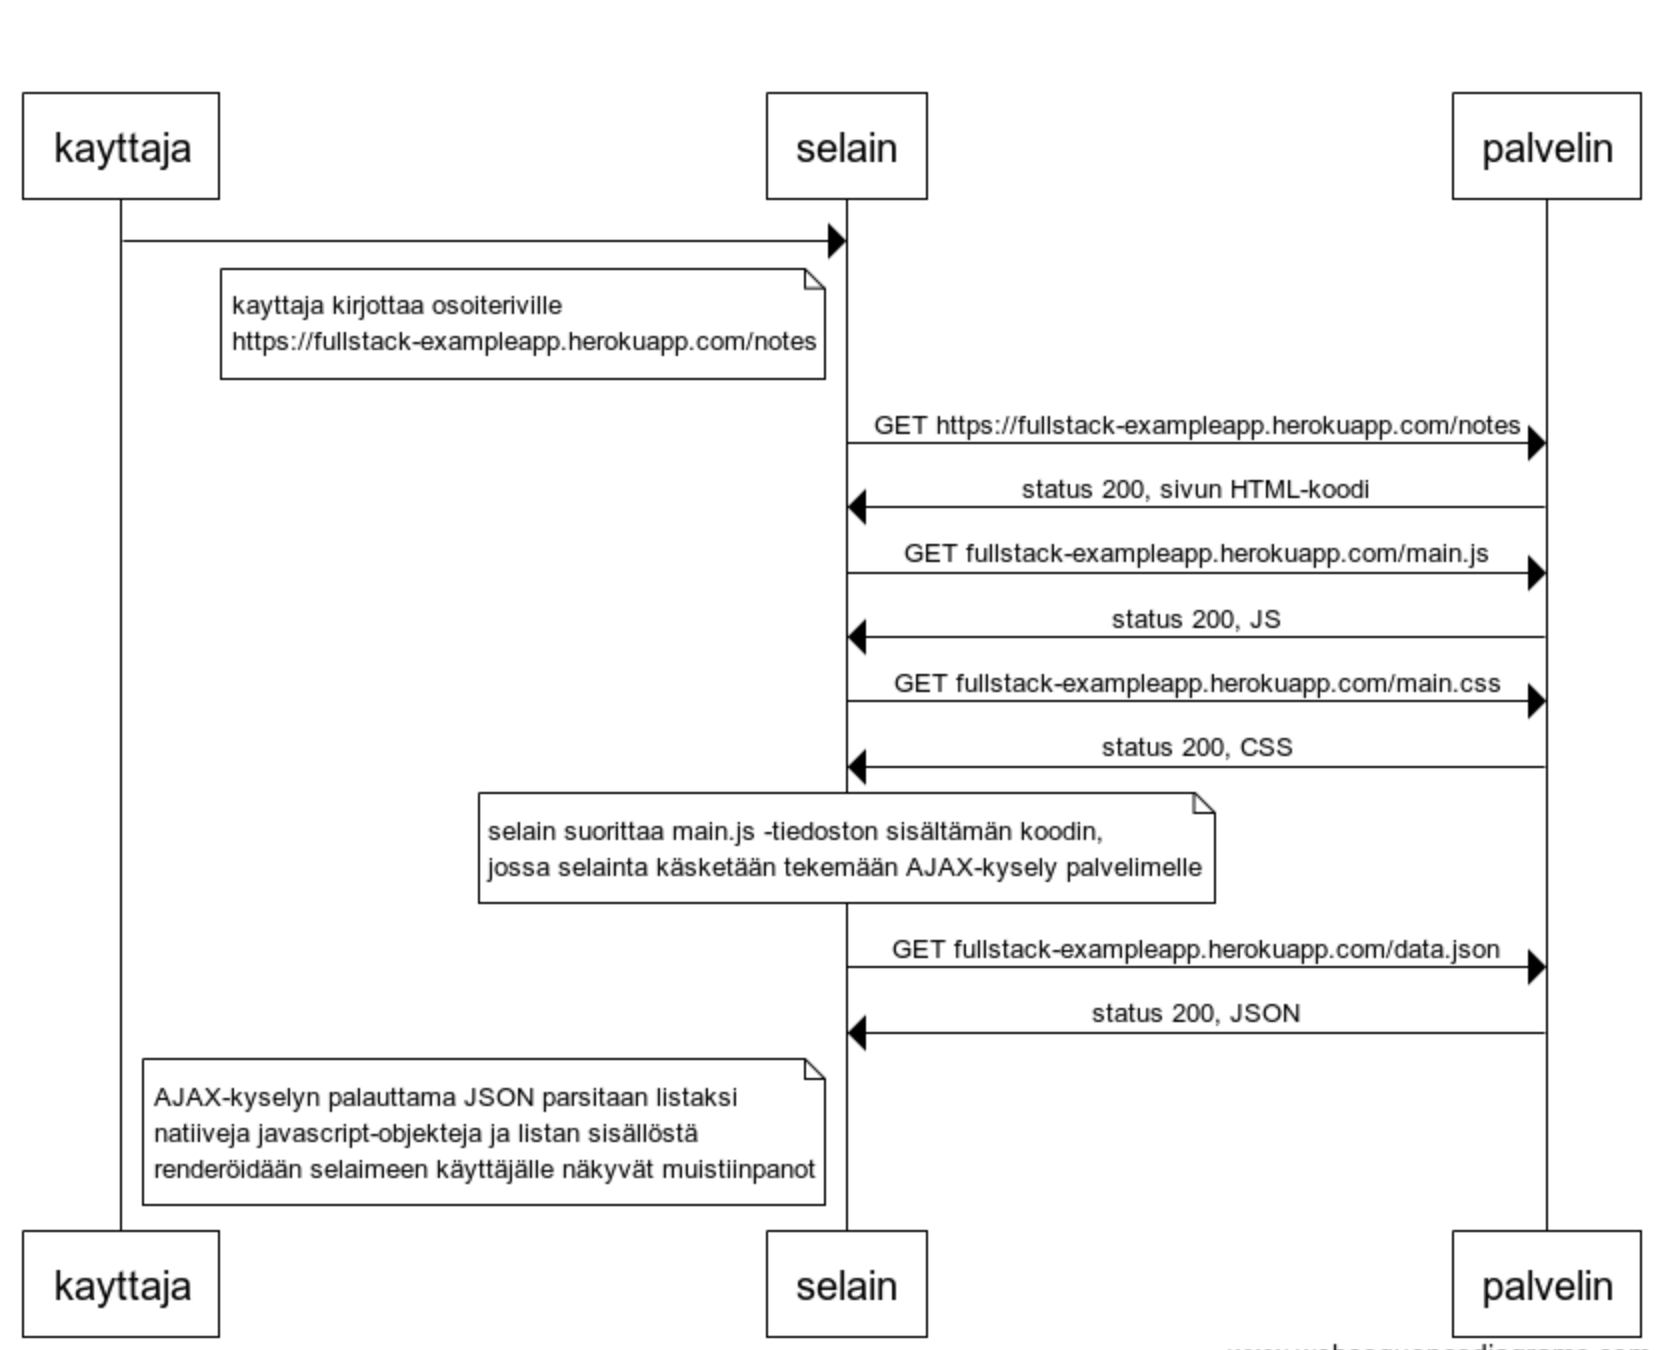 kayttaja
selain
palvelin
kayttaja kirjottaa osoiteriville
https://fullstack-exampleapp.herokuapp.com/notes
GET https://fullstack-exampleapp.herokuapp.com/notes
status 200, sivun HTML-koodi
GET fullstack-exampleapp.herokuapp.com/main.js
status 200, JS
GET fullstack-exampleapp.herokuapp.com/main.css
status 200, CSS
selain suorittaa main.js -tiedoston sisältämän koodin,
jossa selainta käsketään tekemään AJAX-kysely palvelimelle
GET fullstack-exampleapp.herokuapp.com/data.json
status 200, JSON
AJAX-kyselyn palauttama JSON parsitaan listaksi
natiiveja javascript-objekteja ja listan sisällöstä
renderöidään selaimeen käyttäjälle näkyvät muistiinpanot
kayttaja
selain
palvelin